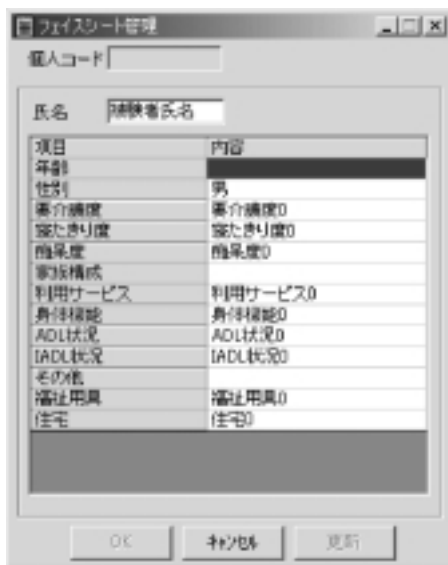 フェイスシート管理
個人コード
氏名 被験者氏名
項目 内容
年齢
性別 男
要介護度 要介護度0
寝たきり度 寝たきり度0
痴呆度 痴呆度0
家族構成
利用サービス 利用サービス0
身体機能 身体機能0
ADL状況 ADL状況0
IADL状況 IADL状況0
その他
福祉用具 福祉用具0
住宅 住宅0
OK キャンセル 更新